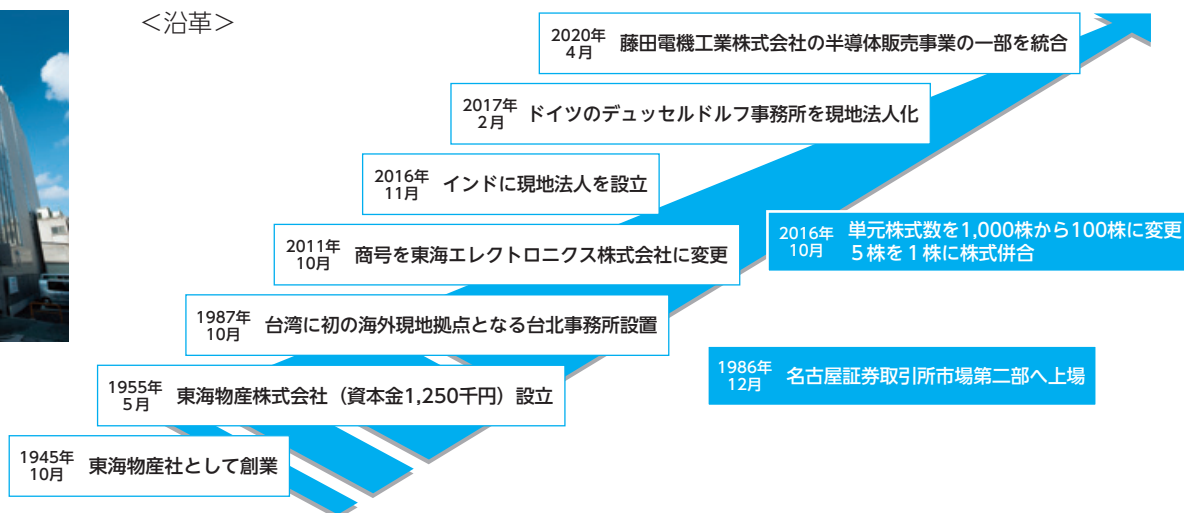 ＜沿革＞
2020年
4月
藤田電機工業株式会社の半導体販売事業の一部を統合
2017年
2月
ドイツのデュッセルドルフ事務所を現地法人化
2016年
11月
インドに現地法人を設立
2011年
10月
商号を東海エレクトロニクス株式会社に変更
2016年
10月
単元株式数を1,000株から100株に変更
５株を１株に株式併合
1987年
10月
台湾に初の海外現地拠点となる台北事務所設置
1986年
12月
名古屋証券取引所市場第二部へ上場
1955年
5月
東海物産株式会社（資本金1,250千円）設立
1945年
10月
東海物産社として創業